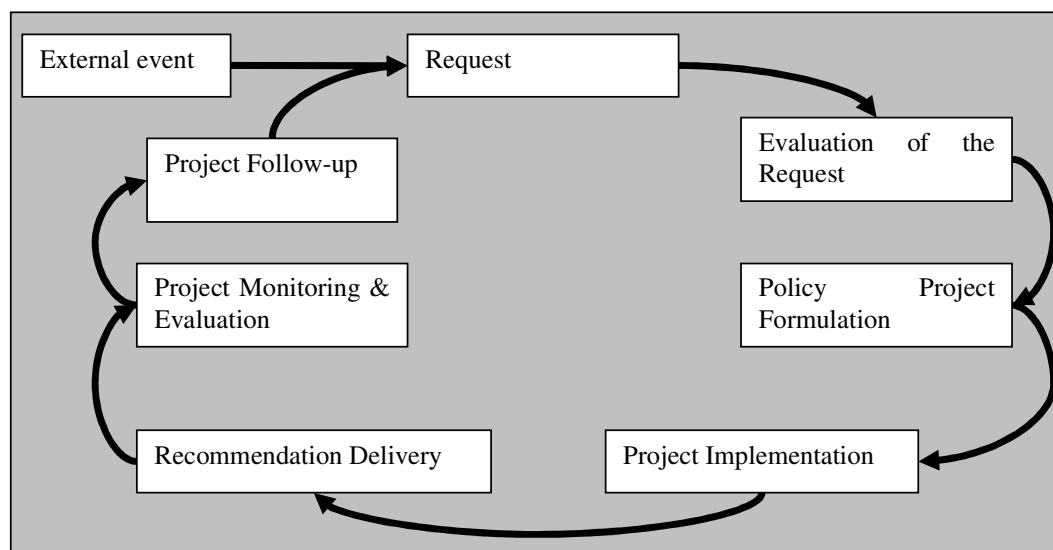 External event
Request
Evaluation of the
Request
Project Follow-up
Policy Project
Formulation
Project Monitoring &
Evaluation
Project Implementation
Recommendation Delivery